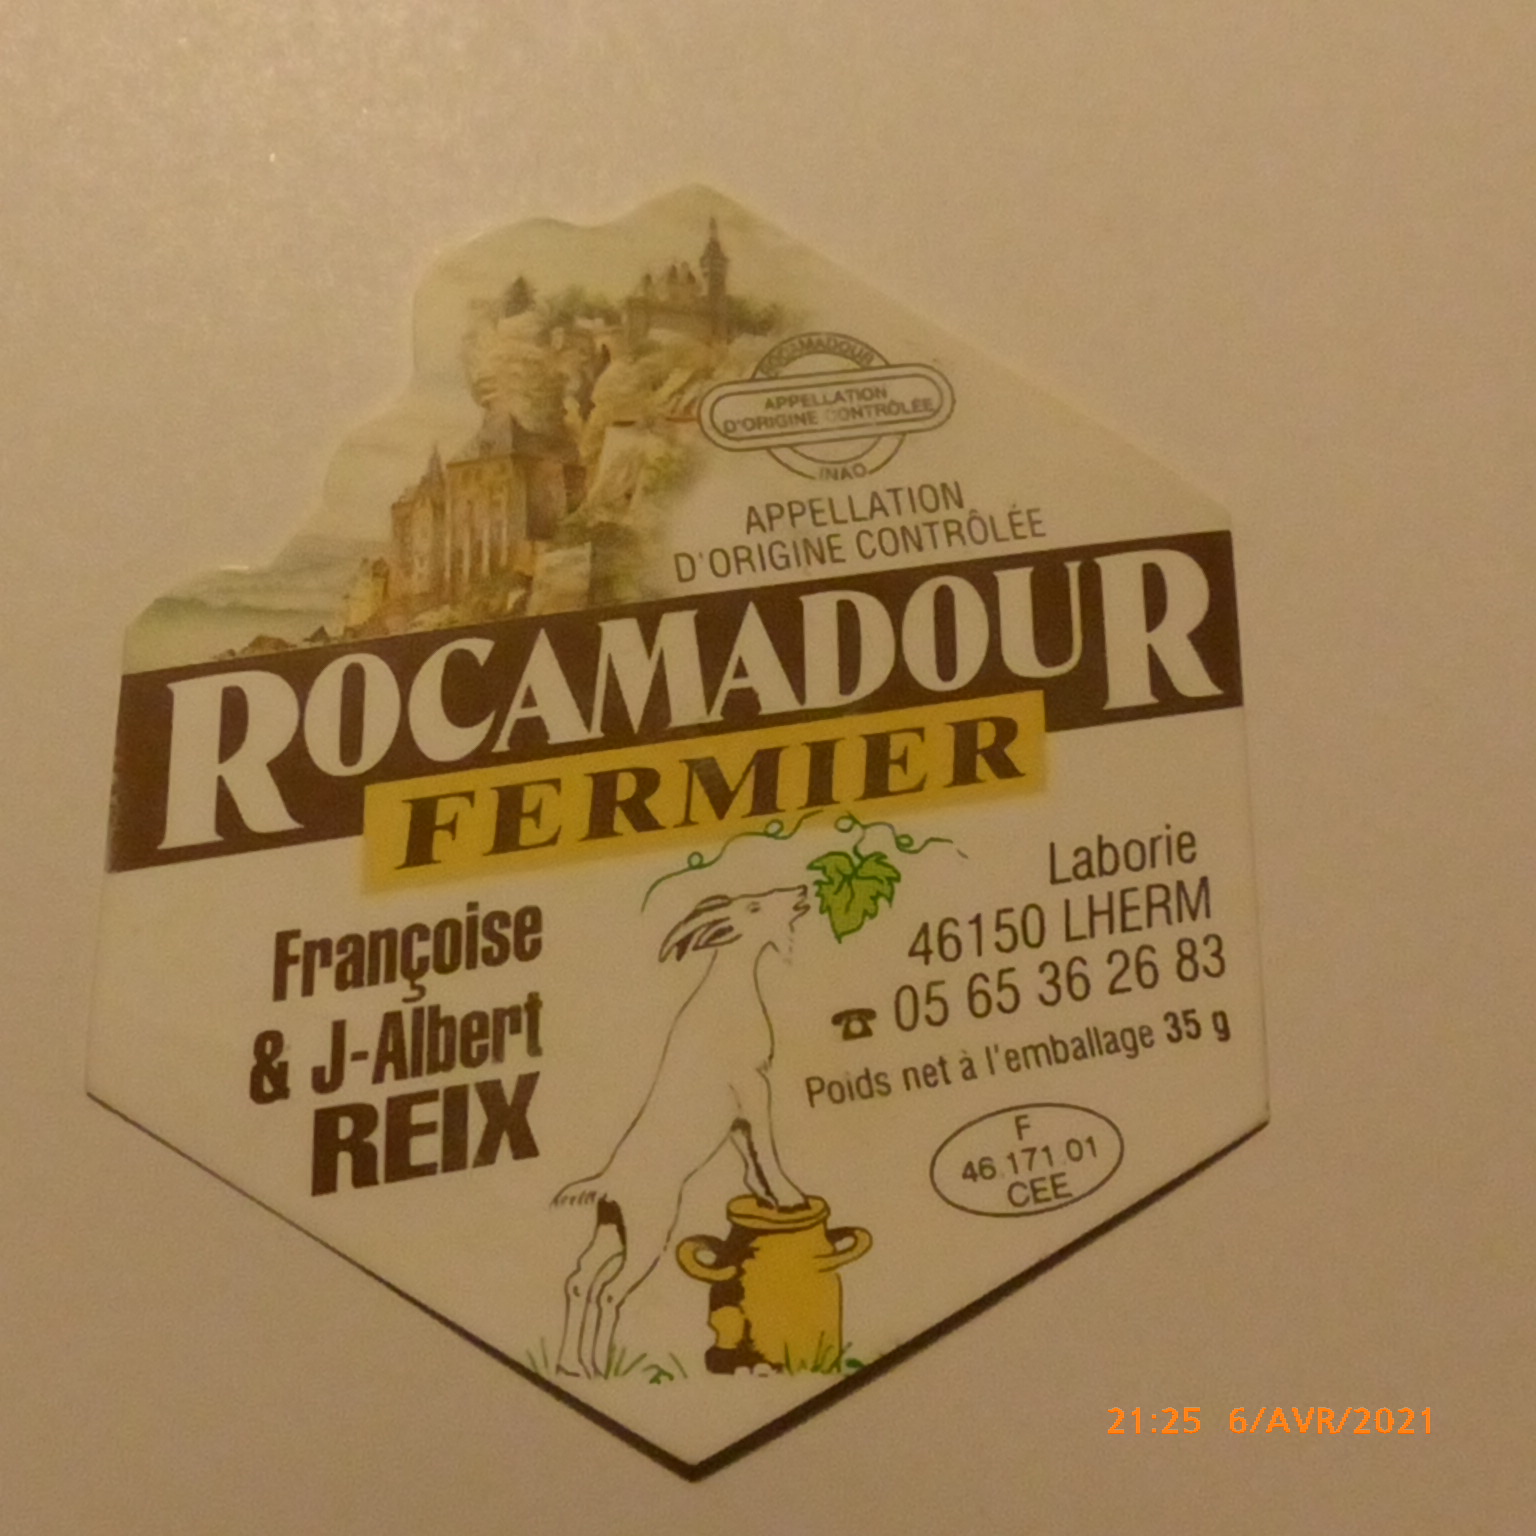 ROCAMADOUR
APPELLATION
D'ORIGINE CONTRÔLÉE
INAO
APPELLATION
D'ORIGINE CONTRÔLÉE
ROCAMADOUR
FERMIER
Françoise
& J-Albert
REIX
Laborie
46150 LHERM
☎ 05 65 36 26 83
Poids net à l'emballage 35 g
F
46.171.01
CEE
21:25 6/AVR/2021